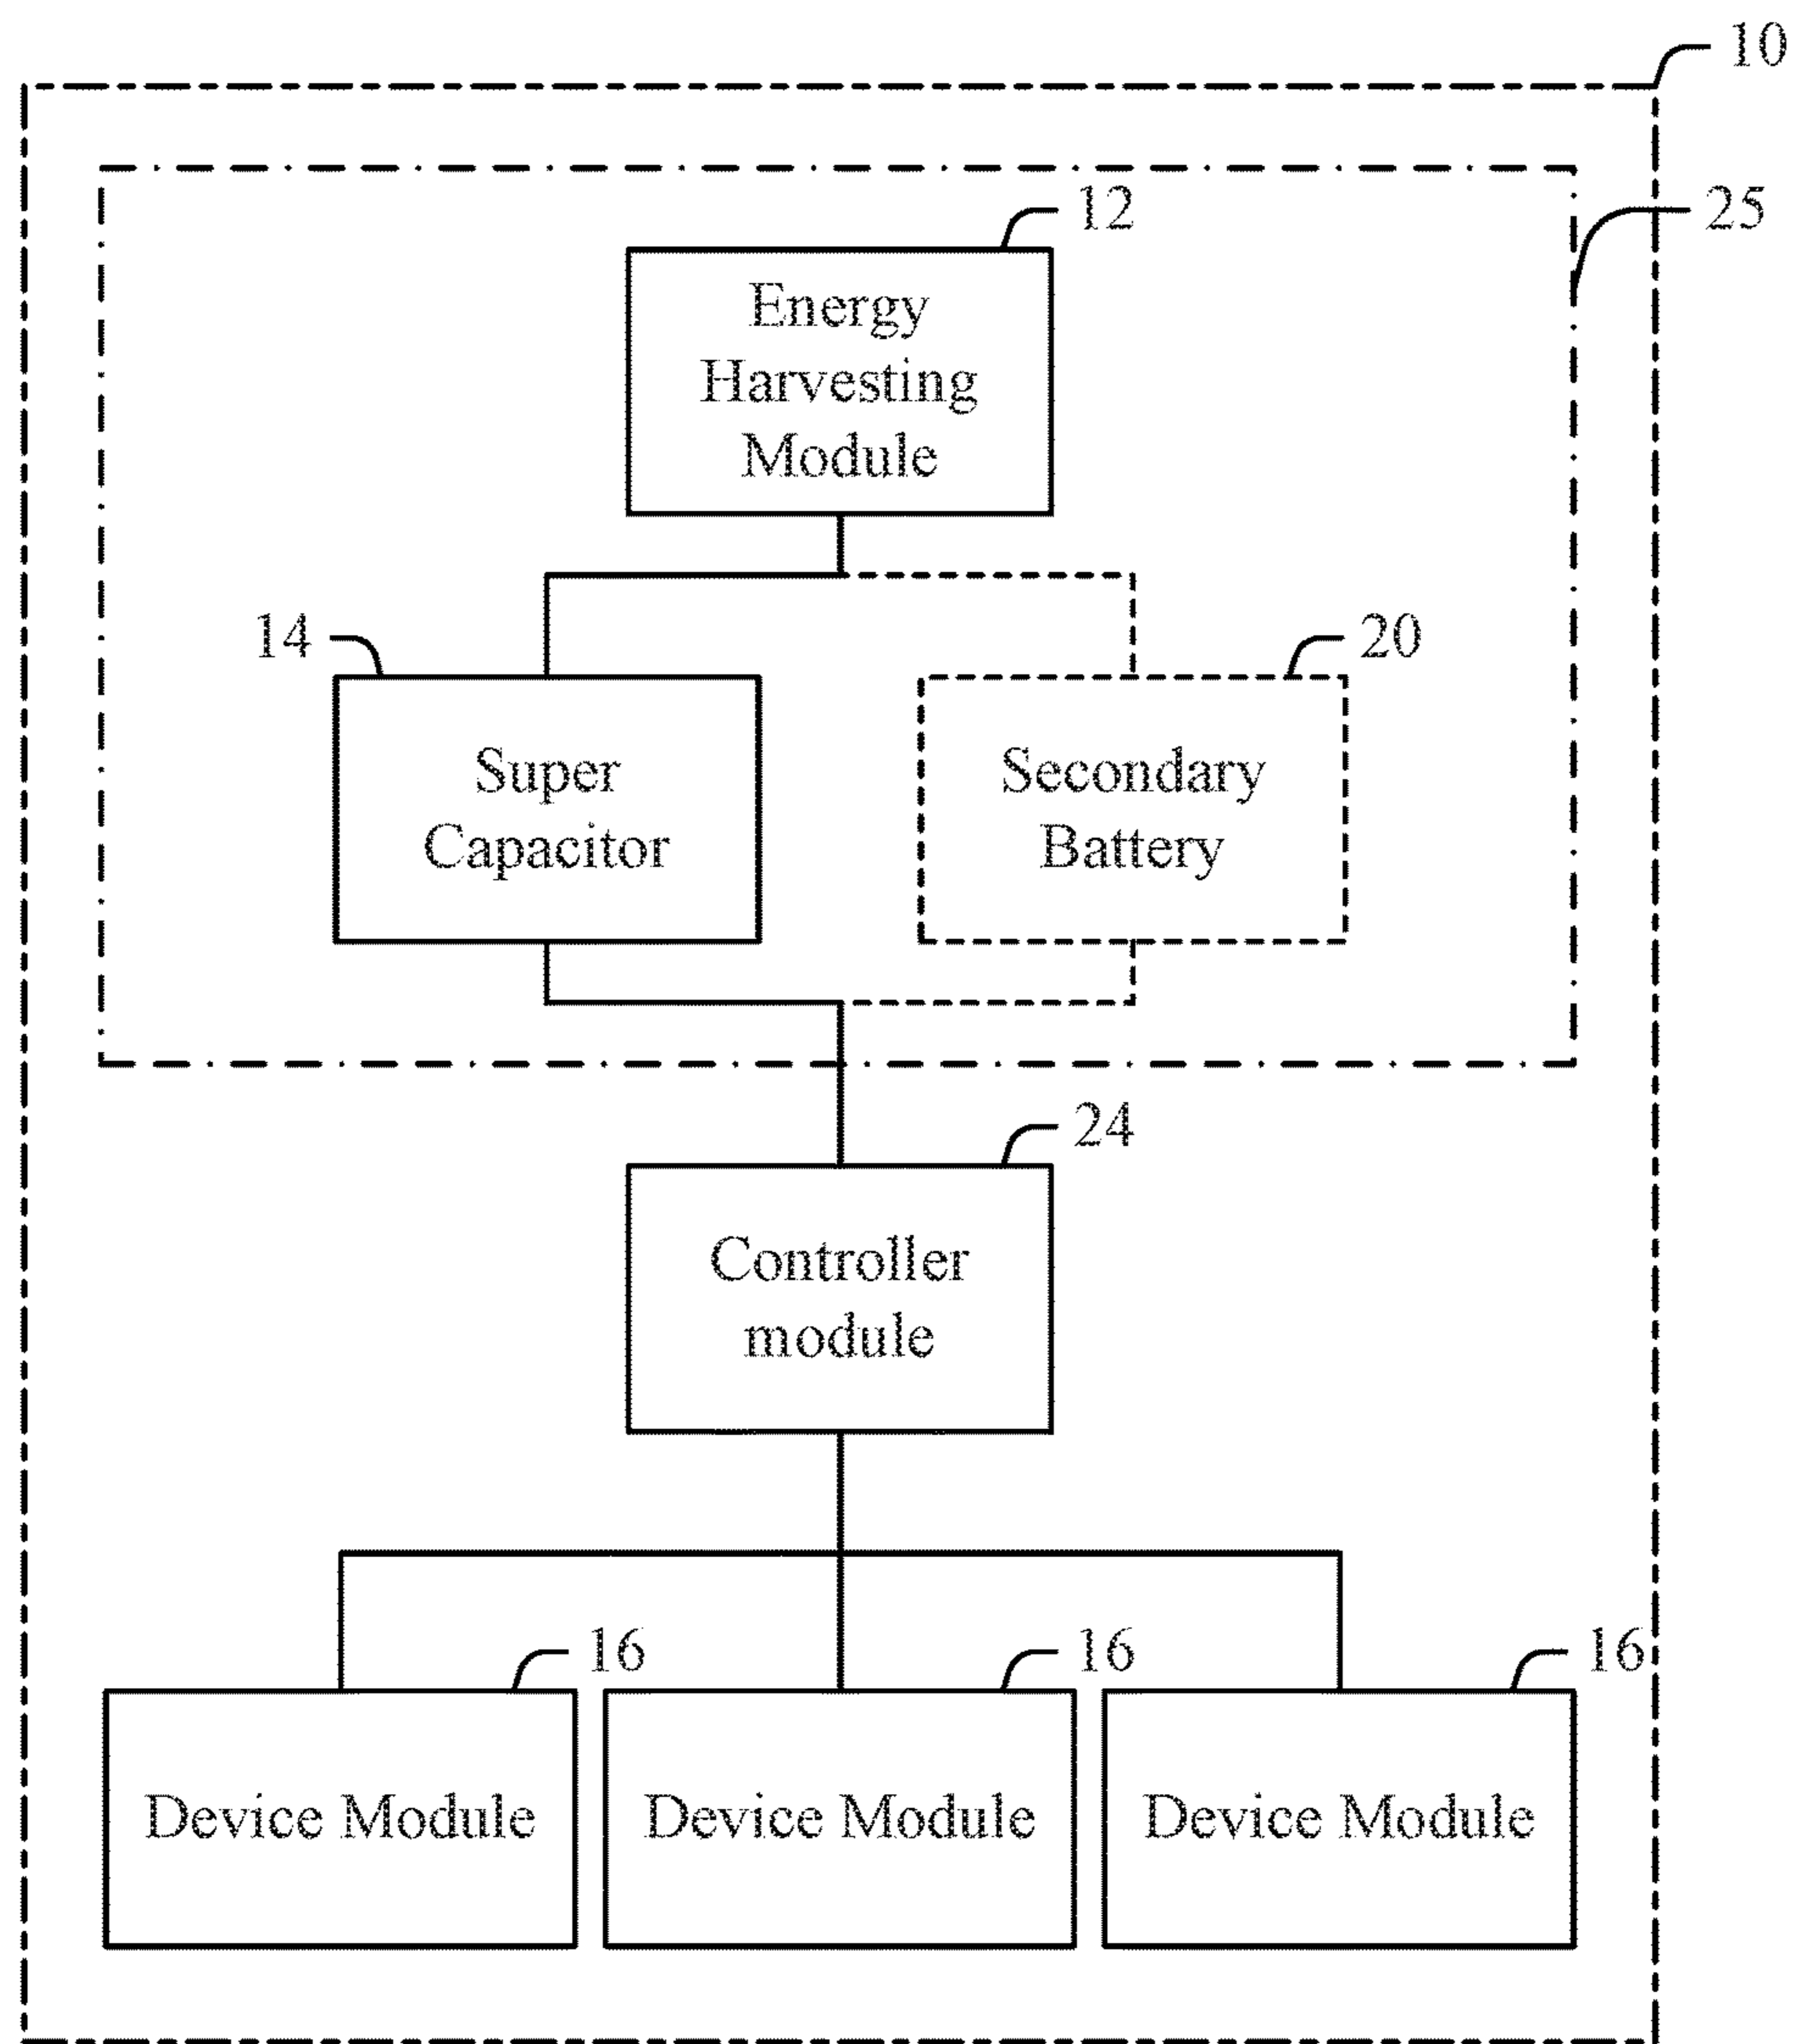 10
12
25
Energy
Harvesting
Module
14
20
Super
Capacitor
Secondary
Battery
24
Controller
module
16
16
16
Device Module
Device Module
Device Module